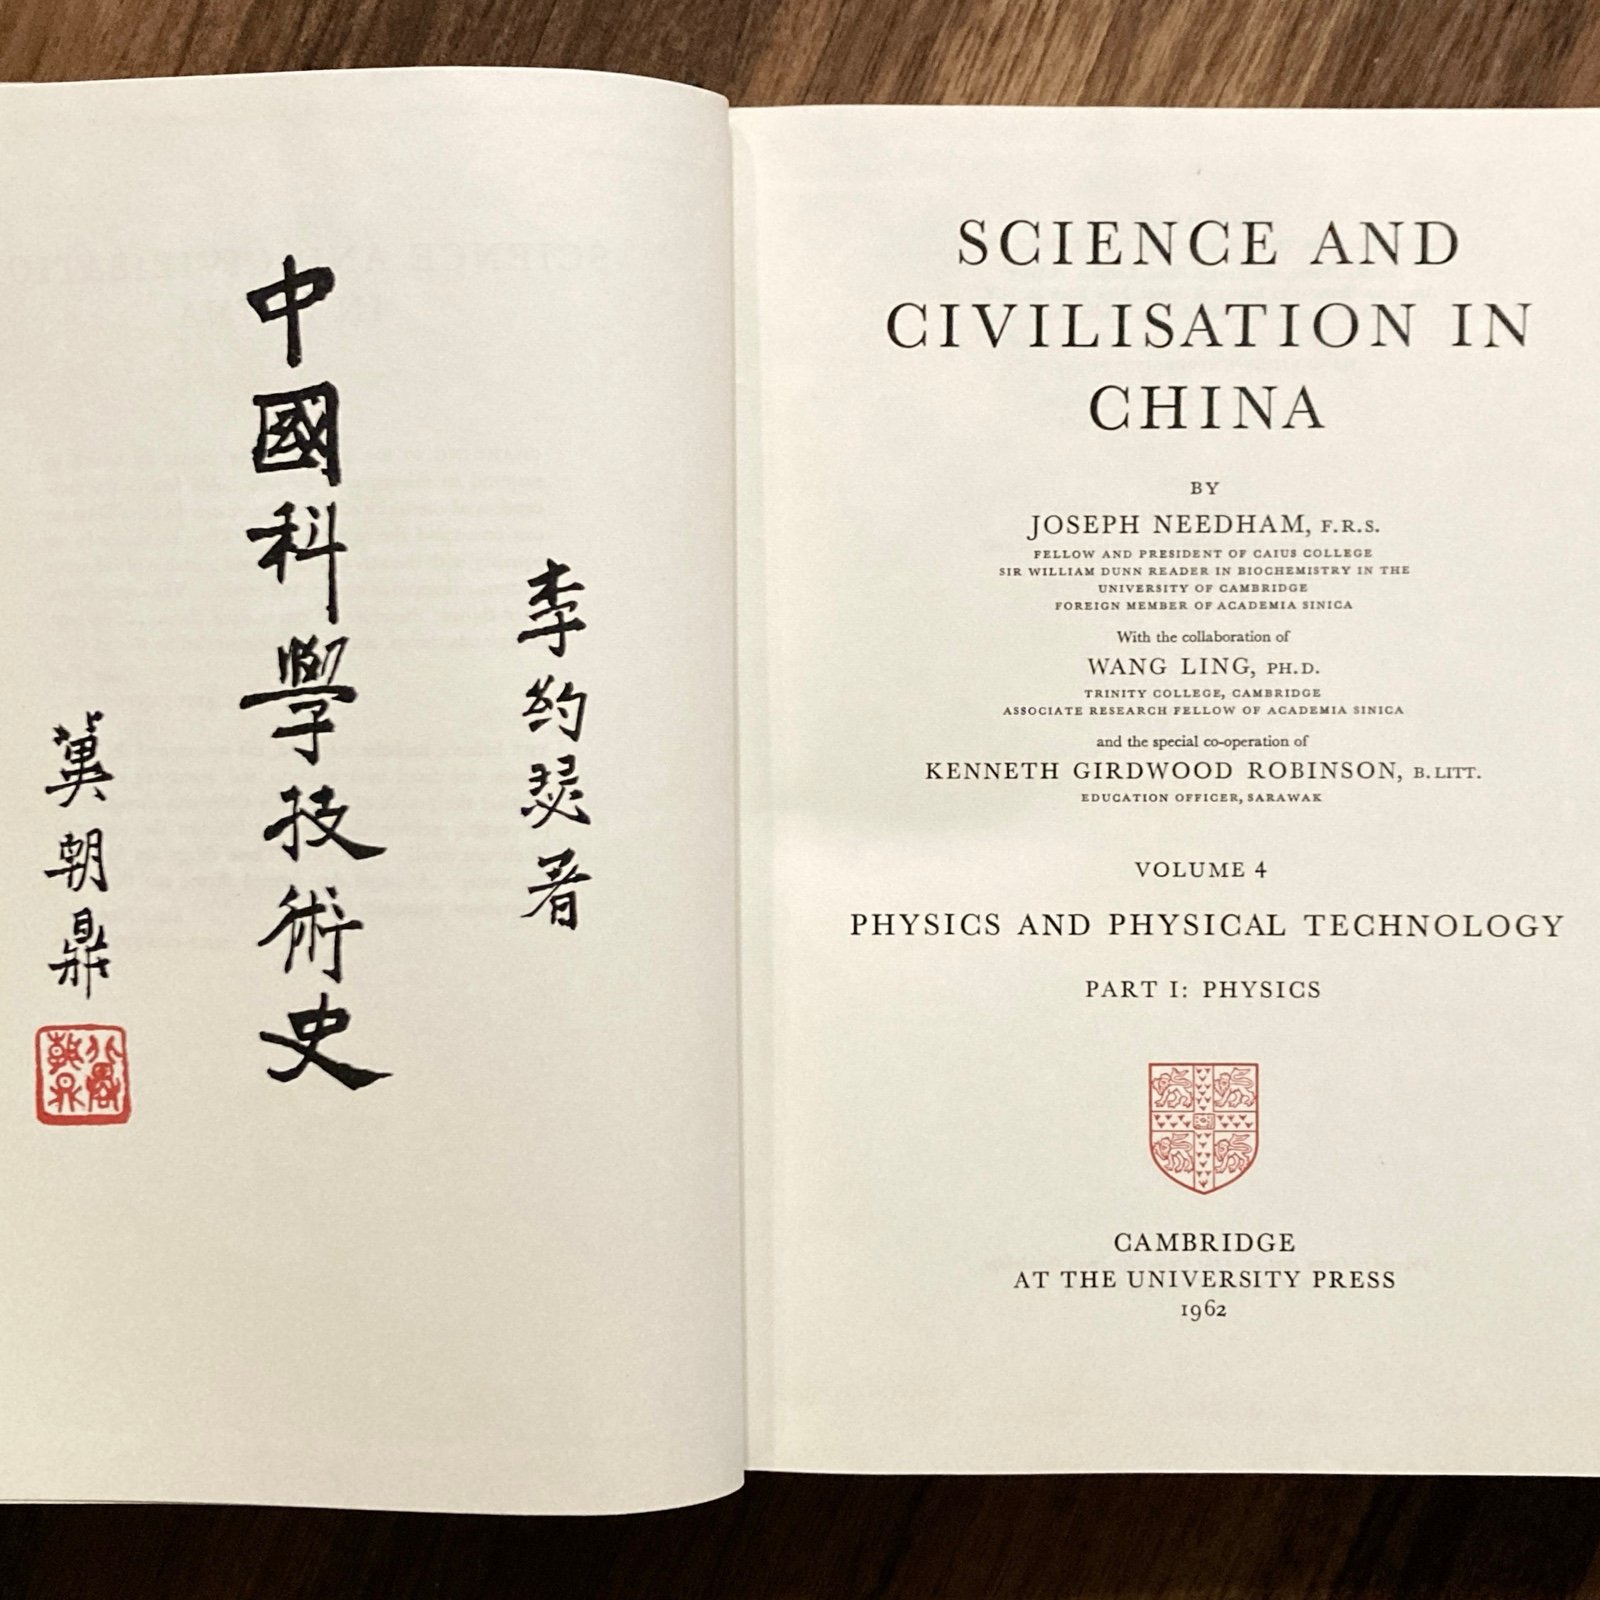 李約瑟著
中國科學技術史
冀朝鼎
SCIENCE AND
CIVILISATION IN
CHINA
BY
JOSEPH NEEDHAM, F.R.S.
FELLOW AND PRESIDENT OF CAIUS COLLEGE
SIR WILLIAM DUNN READER IN BIOCHEMISTRY IN THE
UNIVERSITY OF CAMBRIDGE
FOREIGN MEMBER OF ACADEMIA SINICA
With the collaboration of
WANG LING, PH.D.
TRINITY COLLEGE, CAMBRIDGE
ASSOCIATE RESEARCH FELLOW OF ACADEMIA SINICA
and the special co-operation of
KENNETH GIRDWOOD ROBINSON, B.LITT.
EDUCATION OFFICER, SARAWAK
VOLUME 4
PHYSICS AND PHYSICAL TECHNOLOGY
PART I: PHYSICS
CAMBRIDGE
AT THE UNIVERSITY PRESS
1962